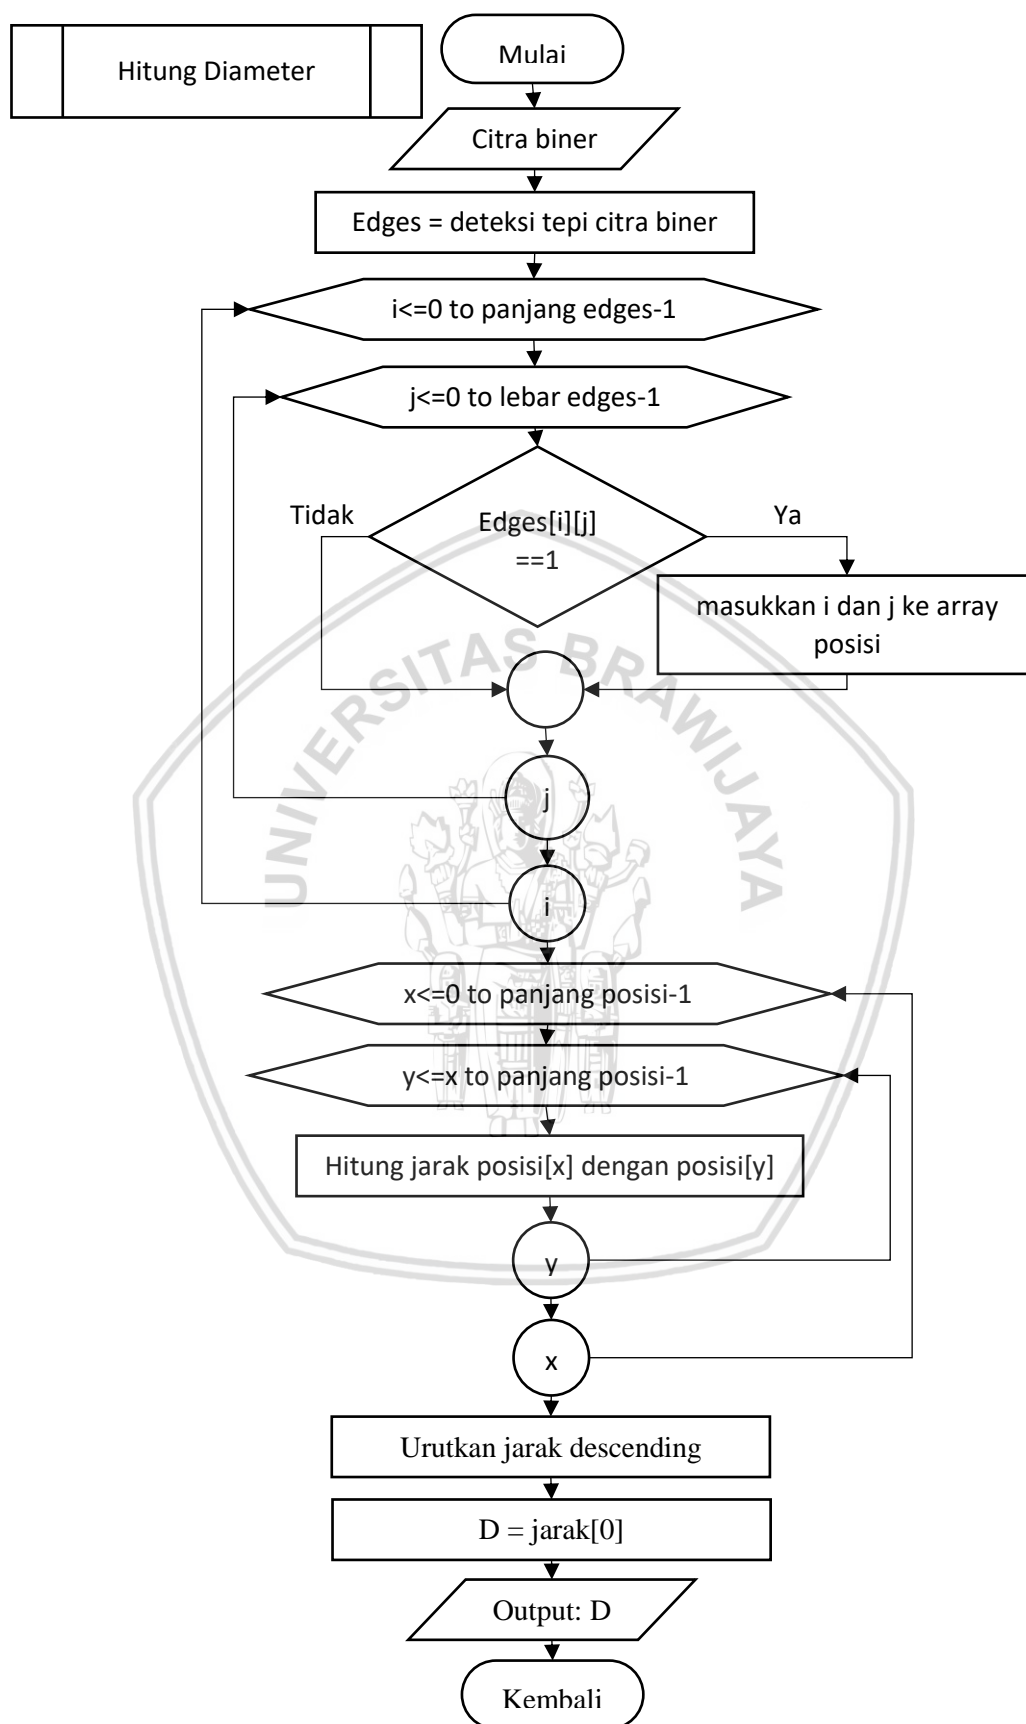 Hitung Diameter
Mulai
Citra biner
Edges = deteksi tepi citra biner
i<=0 to panjang edges-1
j<=0 to lebar edges-1
Tidak
Edges[i][j]
==1
Ya
masukkan i dan j ke array
posisi
UNIVERSITAS BRAWIJAYA
j
i
x<=0 to panjang posisi-1
y<=x to panjang posisi-1
Hitung jarak posisi[x] dengan posisi[y]
y
x
Urutkan jarak descending
D = jarak[0]
Output: D
Kembali